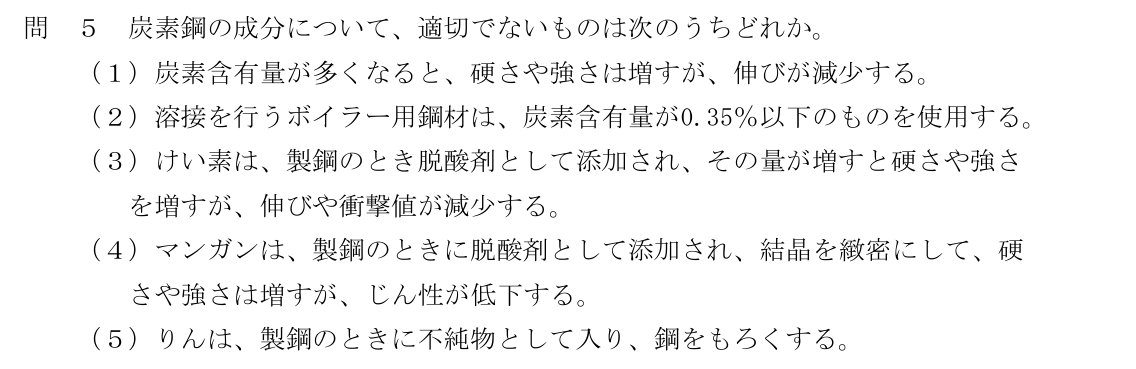 問　５　炭素鋼の成分について、適切でないものは次のうちどれか。
（１）炭素含有量が多くなると、硬さや強さは増すが、伸びが減少する。
（２）溶接を行うボイラー用鋼材は、炭素含有量が0.35％以下のものを使用する。
（３）けい素は、製鋼のとき脱酸剤として添加され、その量が増すと硬さや強さ
を増すが、伸びや衝撃値が減少する。
（４）マンガンは、製鋼のときに脱酸剤として添加され、結晶を緻密にして、硬
さや強さは増すが、じん性が低下する。
（５）りんは、製鋼のときに不純物として入り、鋼をもろくする。